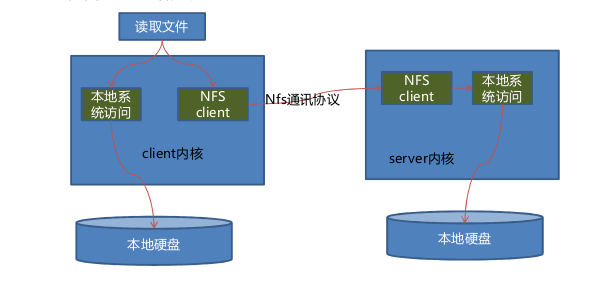 读取文件
本地系
统访问
NFS
client
Nfs通讯协议
NFS
client
本地系
统访问
client内核
server内核
本地硬盘
本地硬盘